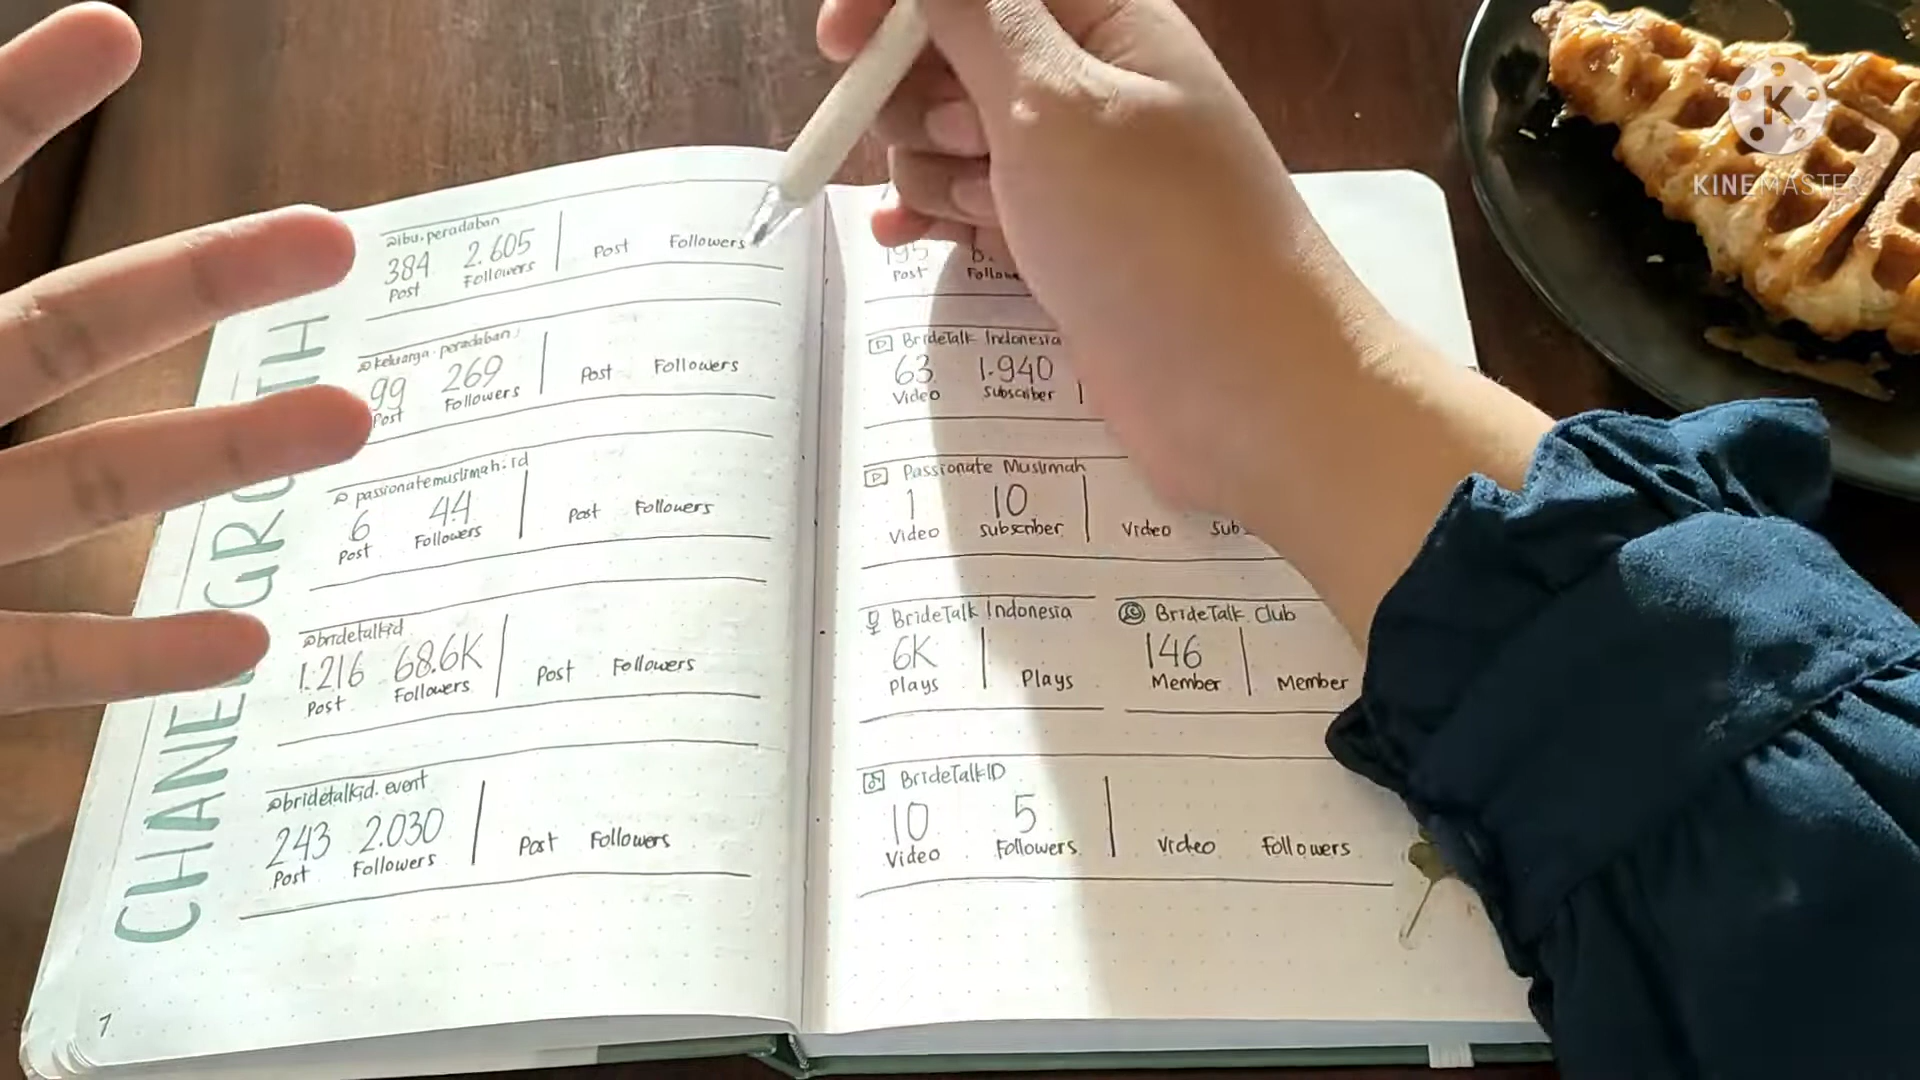 @ibu.peradaban
384 2.605 Post Followers
Post Followers
@keluarga.peradaban
99 269 Post Followers
Post Followers
@passionatemuslimah.id
6 44 Post Followers
Post Followers
@bridetalkid
1.216 68.6K Post Followers
Post Followers
@bridetalkid.event
243 2.030 Post Followers
Post Followers
7
195
Post
BrideTalk Indonesia
63 1.940
Video Subscriber
Passionate Muslimah
1 10
Video Subscriber Video
BrideTalk Indonesia
6K
Plays Plays
BrideTalk Club
146
Member Member
BrideTalkID
10 5
Video Followers Video Followers
KINEMASTER